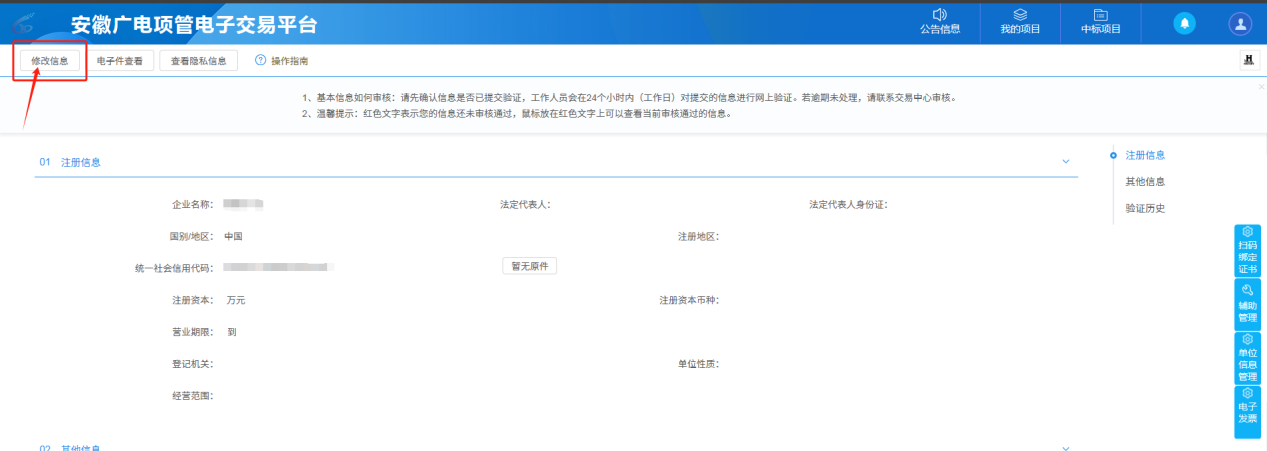 安徽广电项管电子交易平台
公告信息 我的项目 中标项目
修改信息 电子件查看 查看隐私信息 ? 操作指南
1、基本信息如何审核：请先确认信息是否已提交验证，工作人员会在24个小时内（工作日）对提交的信息进行网上验证。若逾期未处理，请联系交易中心审核。
2、温馨提示：红色文字表示您的信息还未审核通过，鼠标放在红色文字上可以查看当前审核通过的信息。
01 注册信息
企业名称： 法定代表人： 法定代表人身份证：
国别/地区： 中国 注册地区：
统一社会信用代码： 暂无原件
注册资本： 万元 注册资本币种：
营业期限： 到
登记机关： 单位性质：
经营范围：
02 其他信息
注册信息
其他信息
验证历史
扫码
绑定
证书
辅助
管理
单位
信息
管理
电子
发票